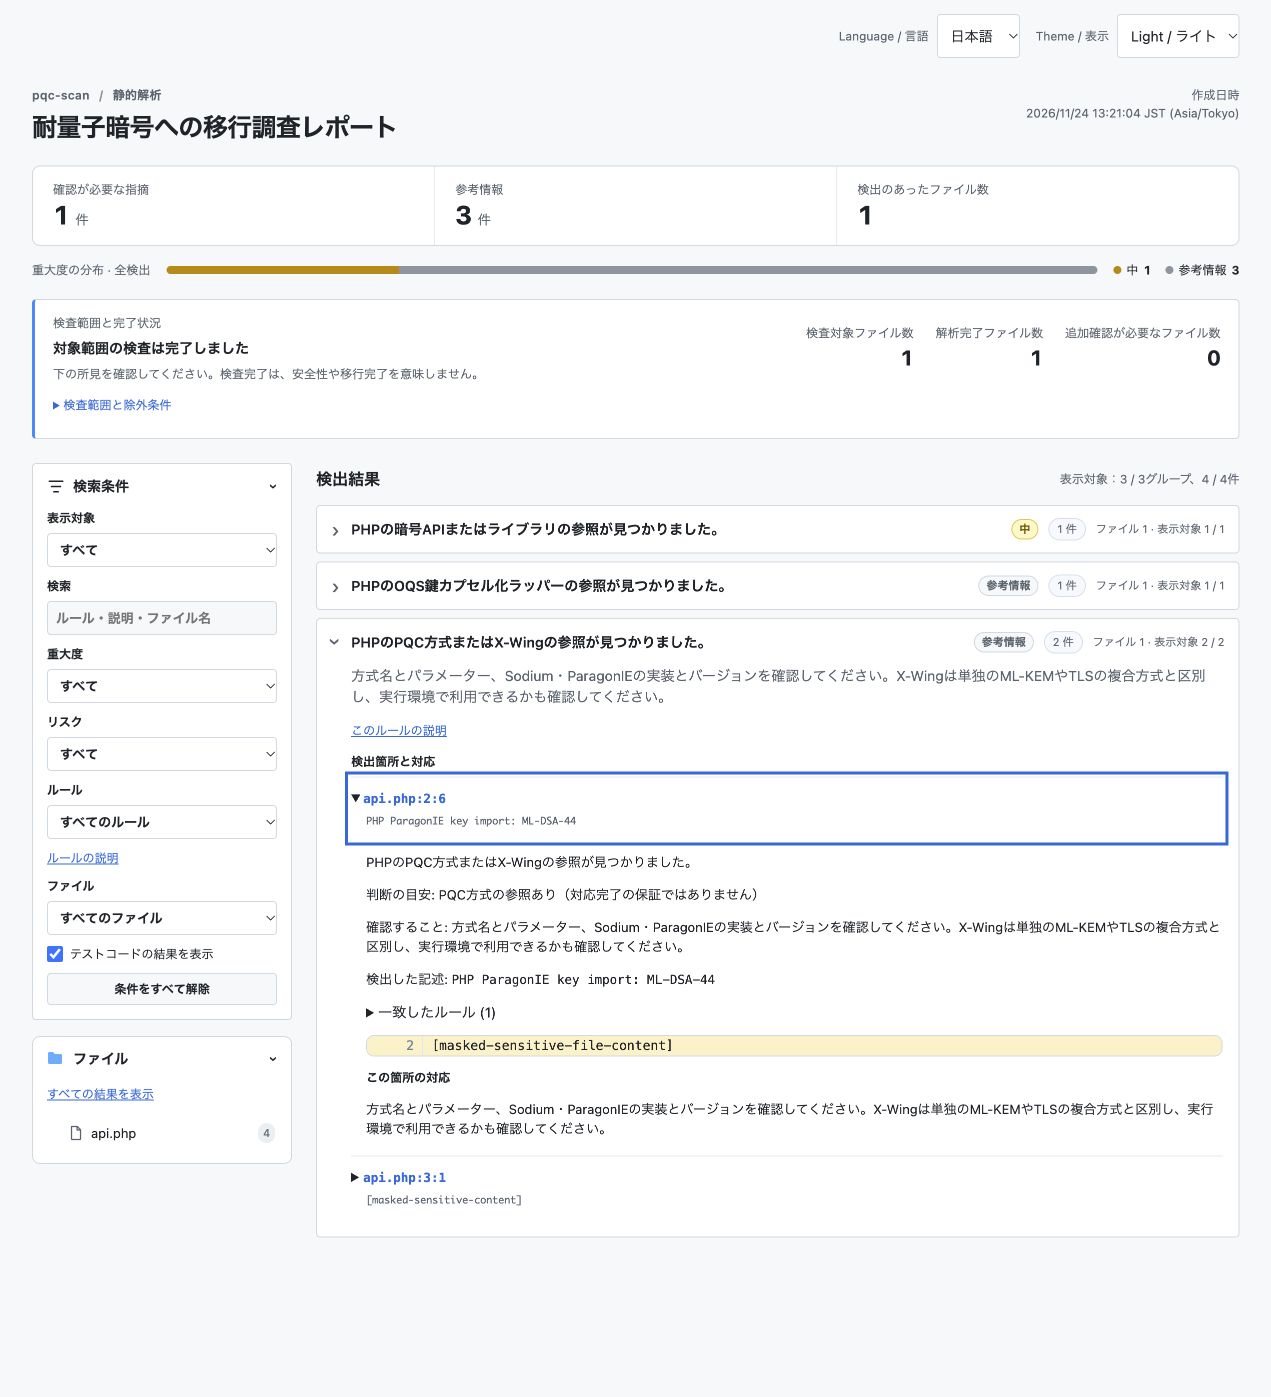 Language / 言語
日本語
Theme / 表示
Light / ライト
pqc-scan / 静的解析
耐量子暗号への移行調査レポート
作成日時
2026/11/24 13:21:04 JST (Asia/Tokyo)
確認が必要な指摘
1 件
参考情報
3 件
検出のあったファイル数
1
重大度の分布 · 全検出
中 1
参考情報 3
検査範囲と完了状況
対象範囲の検査は完了しました
下の所見を確認してください。検査完了は、安全性や移行完了を意味しません。
検査範囲と除外条件
検査対象ファイル数
1
解析完了ファイル数
1
追加確認が必要なファイル数
0
検索条件
表示対象
すべて
検索
ルール・説明・ファイル名
重大度
すべて
リスク
すべて
ルール
すべてのルール
ルールの説明
ファイル
すべてのファイル
テストコードの結果を表示
条件をすべて解除
ファイル
すべての結果を表示
api.php
4
検出結果
表示対象：3 / 3グループ、4 / 4件
PHPの暗号APIまたはライブラリの参照が見つかりました。
中
1 件
ファイル 1 · 表示対象 1 / 1
PHPのOQS鍵カプセル化ラッパーの参照が見つかりました。
参考情報
1 件
ファイル 1 · 表示対象 1 / 1
PHPのPQC方式またはX-Wingの参照が見つかりました。
参考情報
2 件
ファイル 1 · 表示対象 2 / 2
方式名とパラメーター、Sodium・ParagonIEの実装とバージョンを確認してください。X-Wingは単独のML-KEMやTLSの複合方式と区別
し、実行環境で利用できるかも確認してください。
このルールの説明
検出箇所と対応
api.php:2:6
PHP ParagonIE key import: ML-DSA-44
PHPのPQC方式またはX-Wingの参照が見つかりました。
判断の目安: PQC方式の参照あり（対応完了の保証ではありません）
確認すること: 方式名とパラメーター、Sodium・ParagonIEの実装とバージョンを確認してください。X-Wingは単独のML-KEMやTLSの複合方式と
区別し、実行環境で利用できるかも確認してください。
検出した記述: PHP ParagonIE key import: ML-DSA-44
一致したルール (1)
2 [masked-sensitive-file-content]
この箇所の対応
方式名とパラメーター、Sodium・ParagonIEの実装とバージョンを確認してください。X-Wingは単独のML-KEMやTLSの複合方式と区別し、実行
環境で利用できるかも確認してください。
api.php:3:1
[masked-sensitive-content]